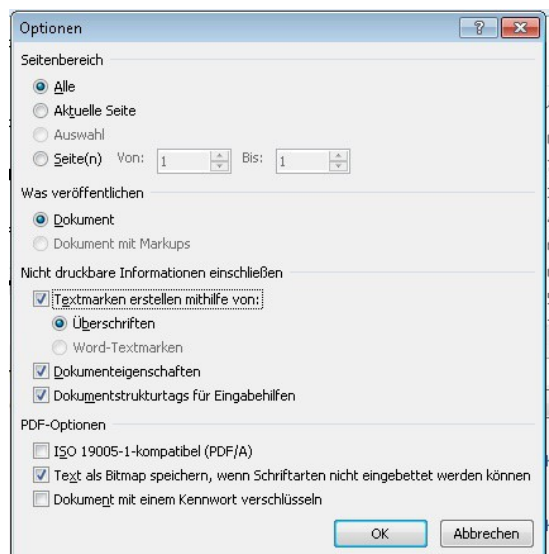 Optionen
Seitenbereich
Alle
Aktuelle Seite
Auswahl
Seite(n) Von: 1 Bis: 1
Was veröffentlichen
Dokument
Dokument mit Markups
Nicht druckbare Informationen einschließen
Textmarken erstellen mithilfe von:
Überschriften
Word-Textmarken
Dokumenteigenschaften
Dokumentstrukturtags für Eingabehilfen
PDF-Optionen
ISO 19005-1-kompatibel (PDF/A)
Text als Bitmap speichern, wenn Schriftarten nicht eingebettet werden können
Dokument mit einem Kennwort verschlüsseln
OK Abbrechen